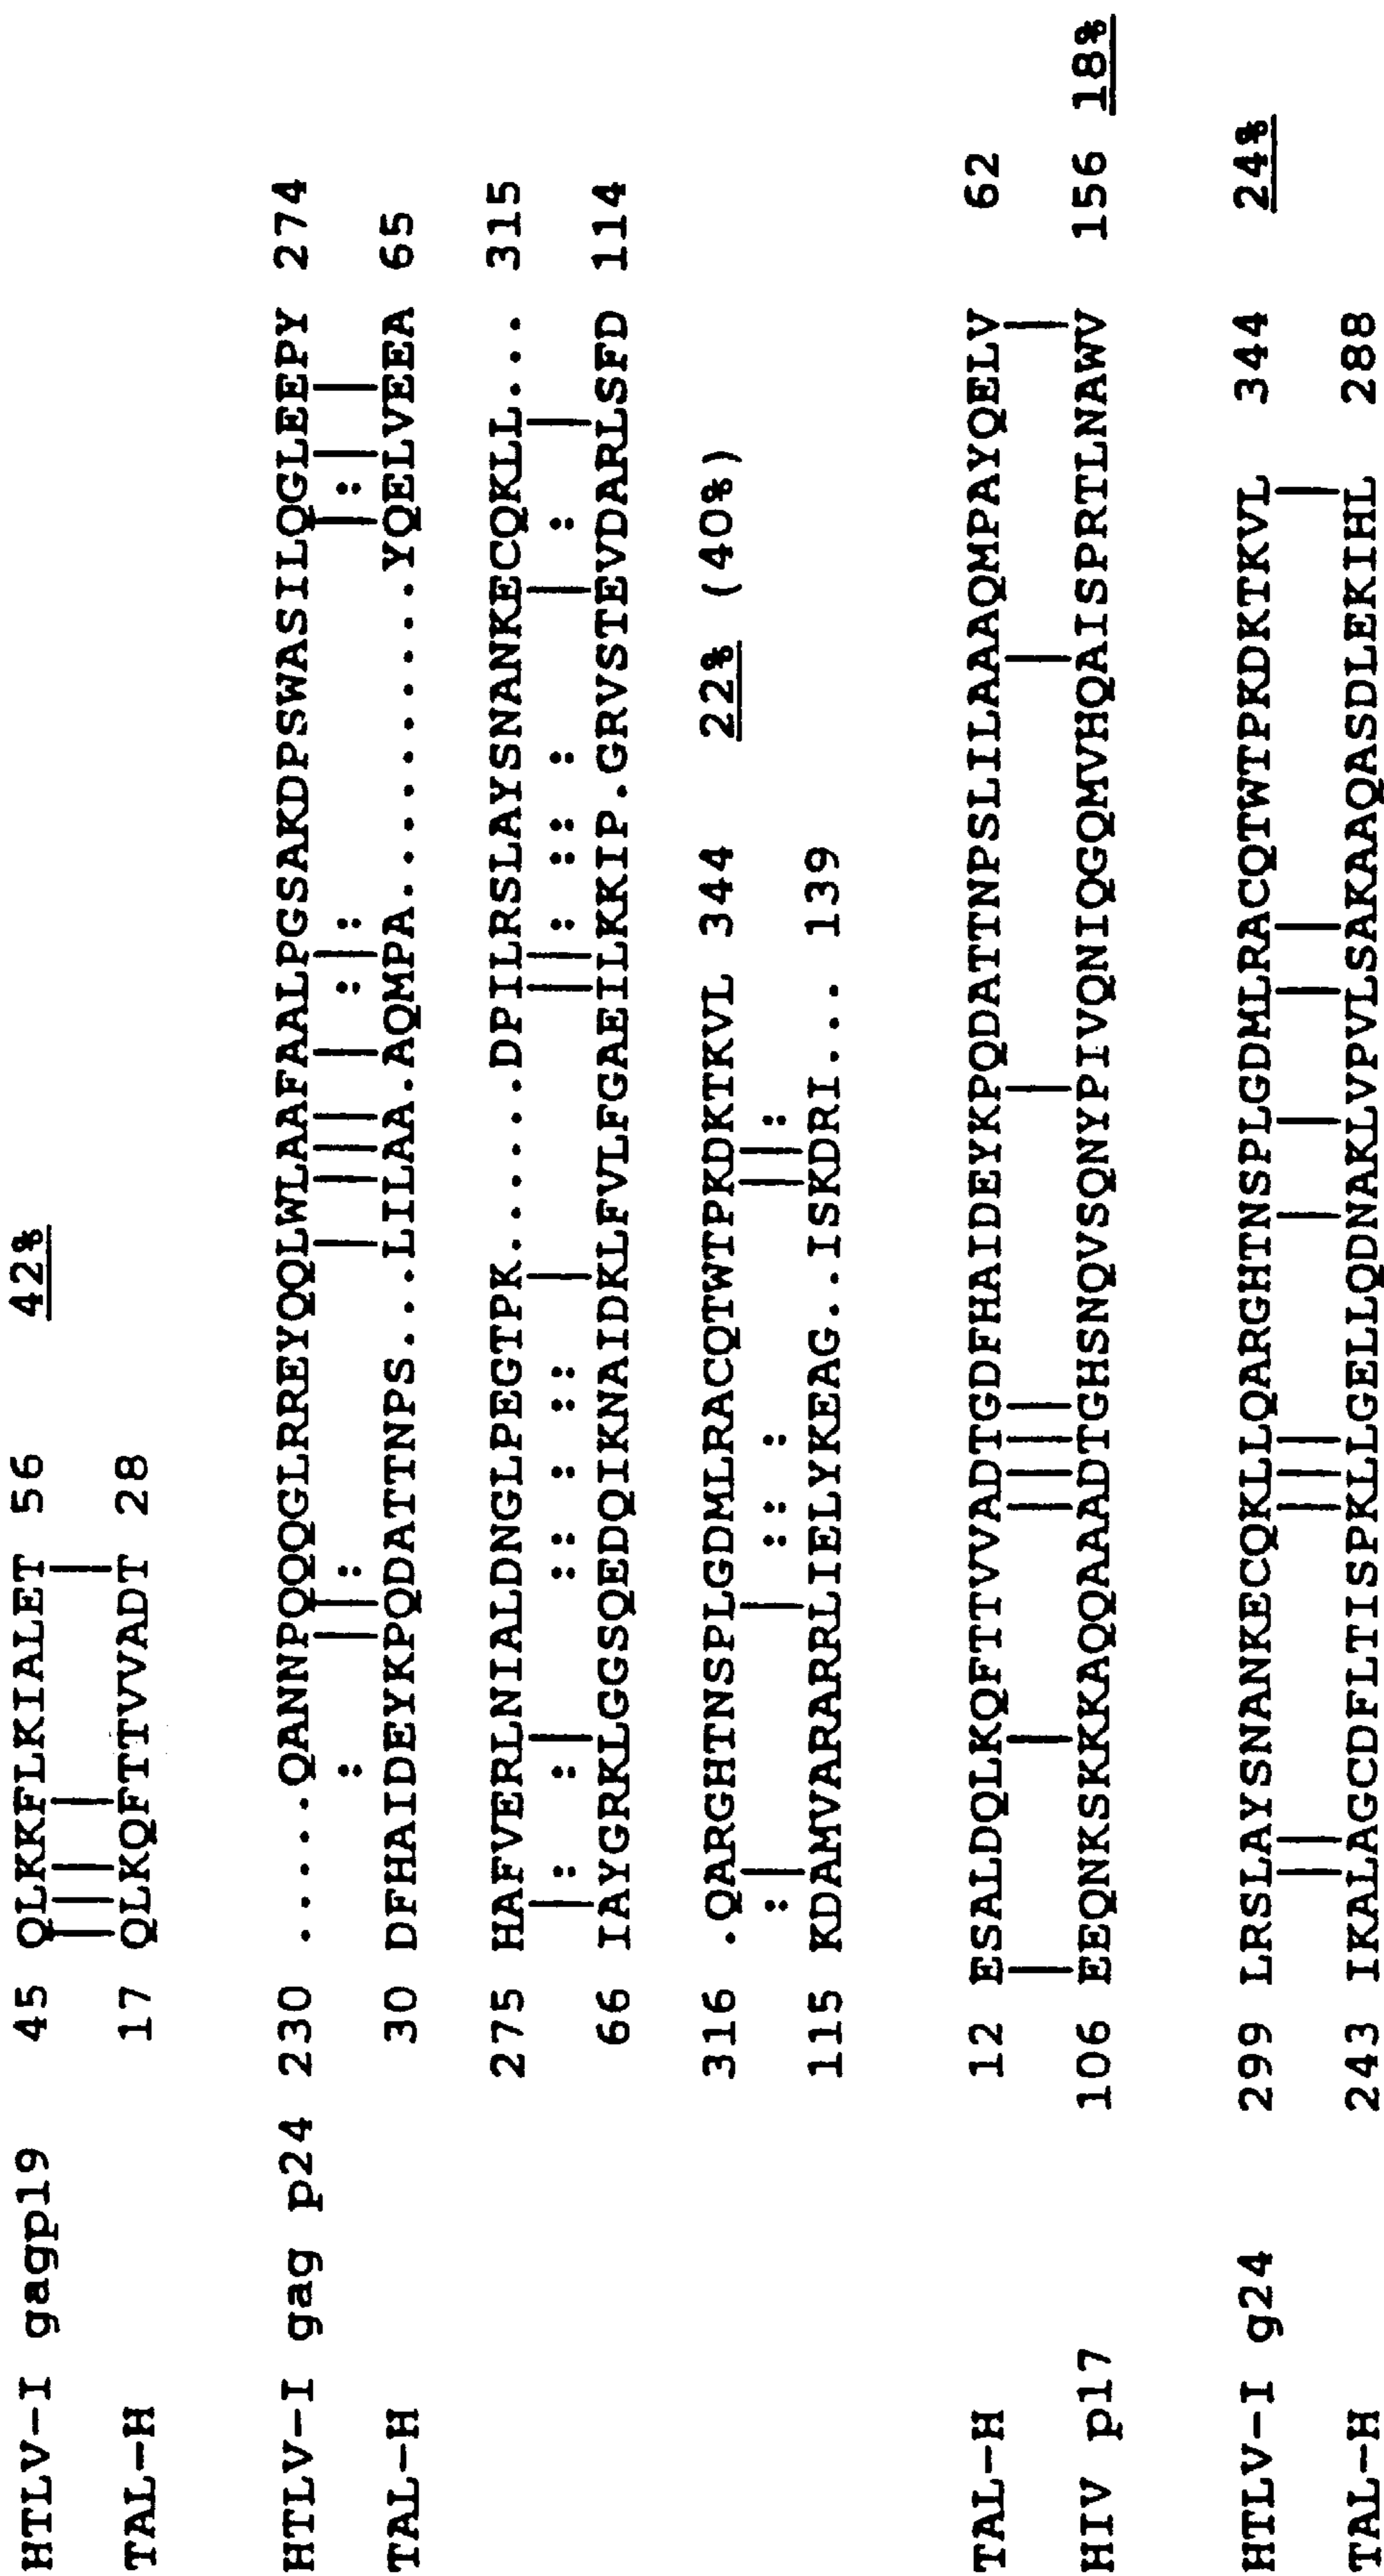 HTLV-I gagp19 45 QLKKFLKIALET 56 42%
TAL-H 17 QLKQFTTVVADT 28
HTLV-I gag p24 230 .....QANNPQQQGLRREYQQLWLAAFAALPGSAKDPSWASILQGLEEPY 274
TAL-H 30 DFHAIDEYKPQDATTNPS...LILAA.AQMPA..........YQELVEEA 65
275 HAFVERLNIALDNGLPEGTPK......DPILRSLAYSNANKECQKLL... 315
66 IAYGRKLGGSQEDQIKNAIDKLFVLFGAEILKKIP.GRVSTEVDARLSFD 114
316 .QARGHTNSPLGDMLRACQTWTPKDKTKVL 344 22% (40%)
115 KDAMVARARRLIELYKEAG..ISKDRI... 139
TAL-H 12 ESALDQLKQFTTVVADTGDFHAIDEYKPQDATTNPSLILAAAQMPAYQELV 62
HIV p17 106 EEQNKSKKKAQQAAADTGHSNQVSQNYPIVQNIQGQMVHQAISPRTLNAWV 156 18%
HTLV-I g24 299 LRSLAYSNANKECQKLLQARGHTNSPLGDMLRACQTWTPKDKTKVL 344 24%
TAL-H 243 IKALAGCDFLTISPKLLGELLQDNAKLVPVLSAKAAQASDLEKIHL 288